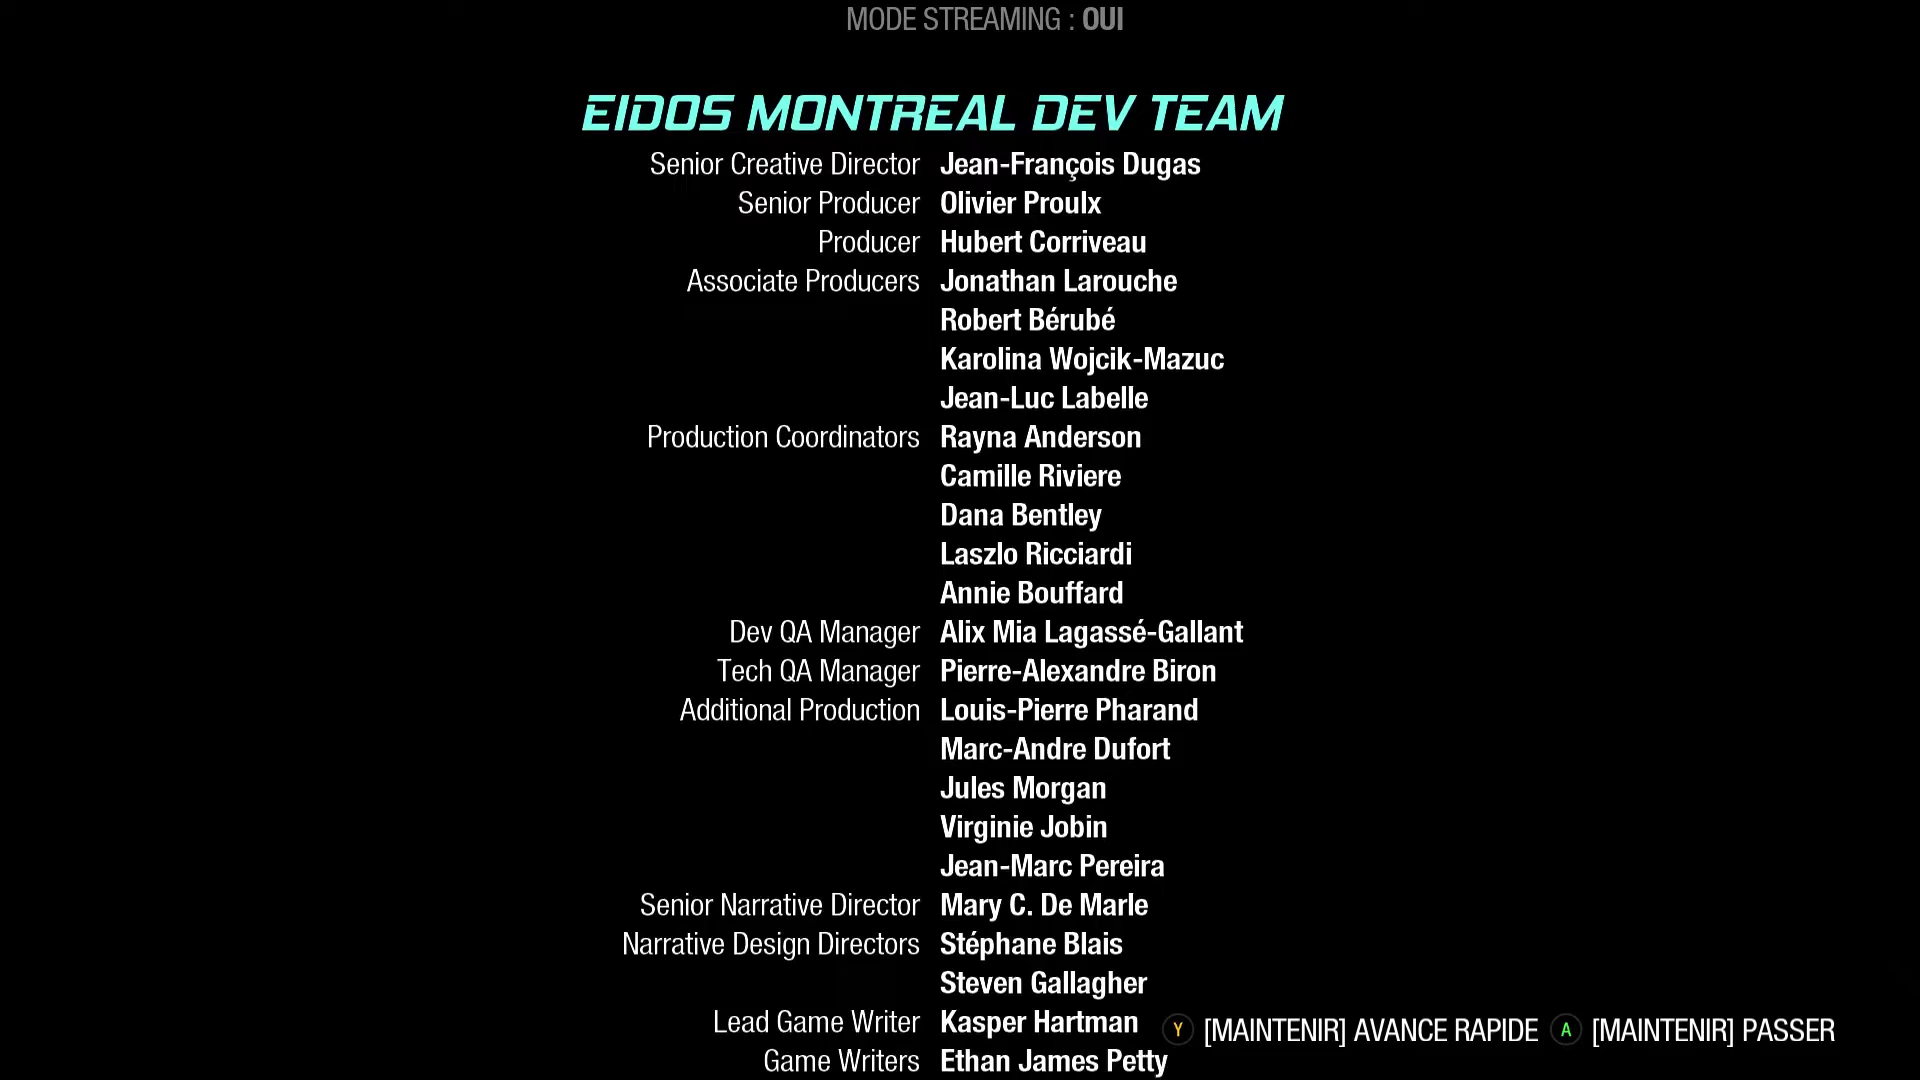 MODE STREAMING : OUI
EIDOS MONTREAL DEV TEAM
Senior Creative Director Jean-François Dugas
Senior Producer Olivier Proulx
Producer Hubert Corriveau
Associate Producers Jonathan Larouche
Robert Bérubé
Karolina Wojcik-Mazuc
Jean-Luc Labelle
Production Coordinators Rayna Anderson
Camille Riviere
Dana Bentley
Laszlo Ricciardi
Annie Bouffard
Dev QA Manager Alix Mia Lagassé-Gallant
Tech QA Manager Pierre-Alexandre Biron
Additional Production Louis-Pierre Pharand
Marc-Andre Dufort
Jules Morgan
Virginie Jobin
Jean-Marc Pereira
Senior Narrative Director Mary C. De Marle
Narrative Design Directors Stéphane Blais
Steven Gallagher
Lead Game Writer Kasper Hartman
Y [MAINTENIR] AVANCE RAPIDE A [MAINTENIR] PASSER
Game Writers Ethan James Petty